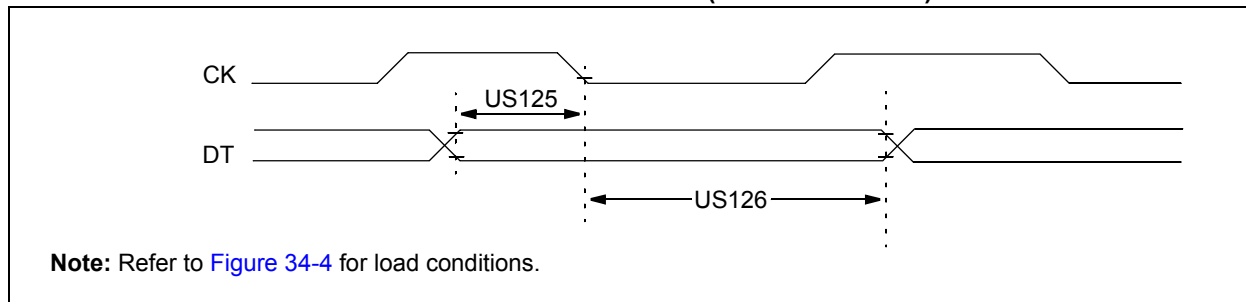 CK
US125
DT
US126
Note: Refer to Figure 34-4 for load conditions.